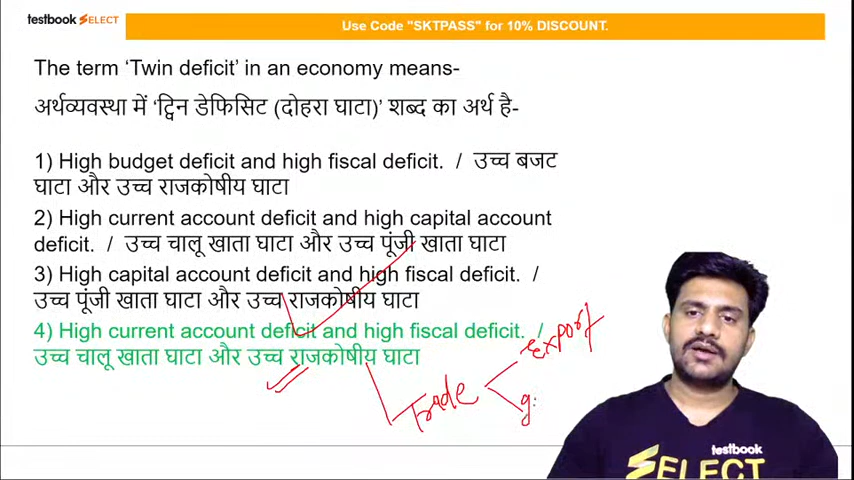 testbook SELECT
Use Code "SKTPASS" for 10% DISCOUNT.
The term ‘Twin deficit’ in an economy means-
अर्थव्यवस्था में ‘ट्विन डेफिसिट (दोहरा घाटा)’ शब्द का अर्थ है-
1) High budget deficit and high fiscal deficit. / उच्च बजट
घाटा और उच्च राजकोषीय घाटा
2) High current account deficit and high capital account
deficit. / उच्च चालू खाता घाटा और उच्च पूंजी खाता घाटा
3) High capital account deficit and high fiscal deficit. /
उच्च पूंजी खाता घाटा और उच्च राजकोषीय घाटा
4) High current account deficit and high fiscal deficit. /
उच्च चालू खाता घाटा और उच्च राजकोषीय घाटा
Export
Trade
testbook
SELECT